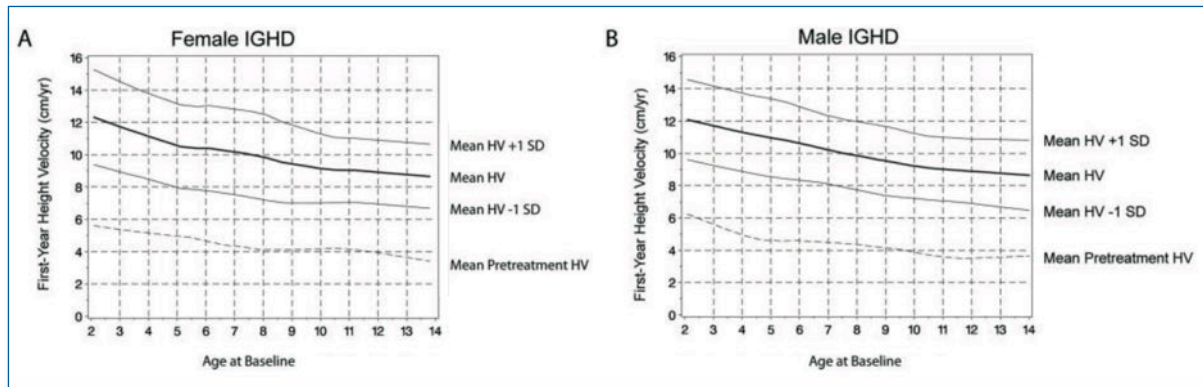 A
Female IGHD
First-Year Height Velocity (cm/yr)
16
14
12
10
8
6
4
2
0
Mean HV +1 SD
Mean HV
Mean HV -1 SD
Mean Pretreatment HV
2 3 4 5 6 7 8 9 10 11 12 13 14
Age at Baseline
B
Male IGHD
First-Year Height Velocity (cm/yr)
16
14
12
10
8
6
4
2
0
Mean HV +1 SD
Mean HV
Mean HV -1 SD
Mean Pretreatment HV
2 3 4 5 6 7 8 9 10 11 12 13 14
Age at Baseline